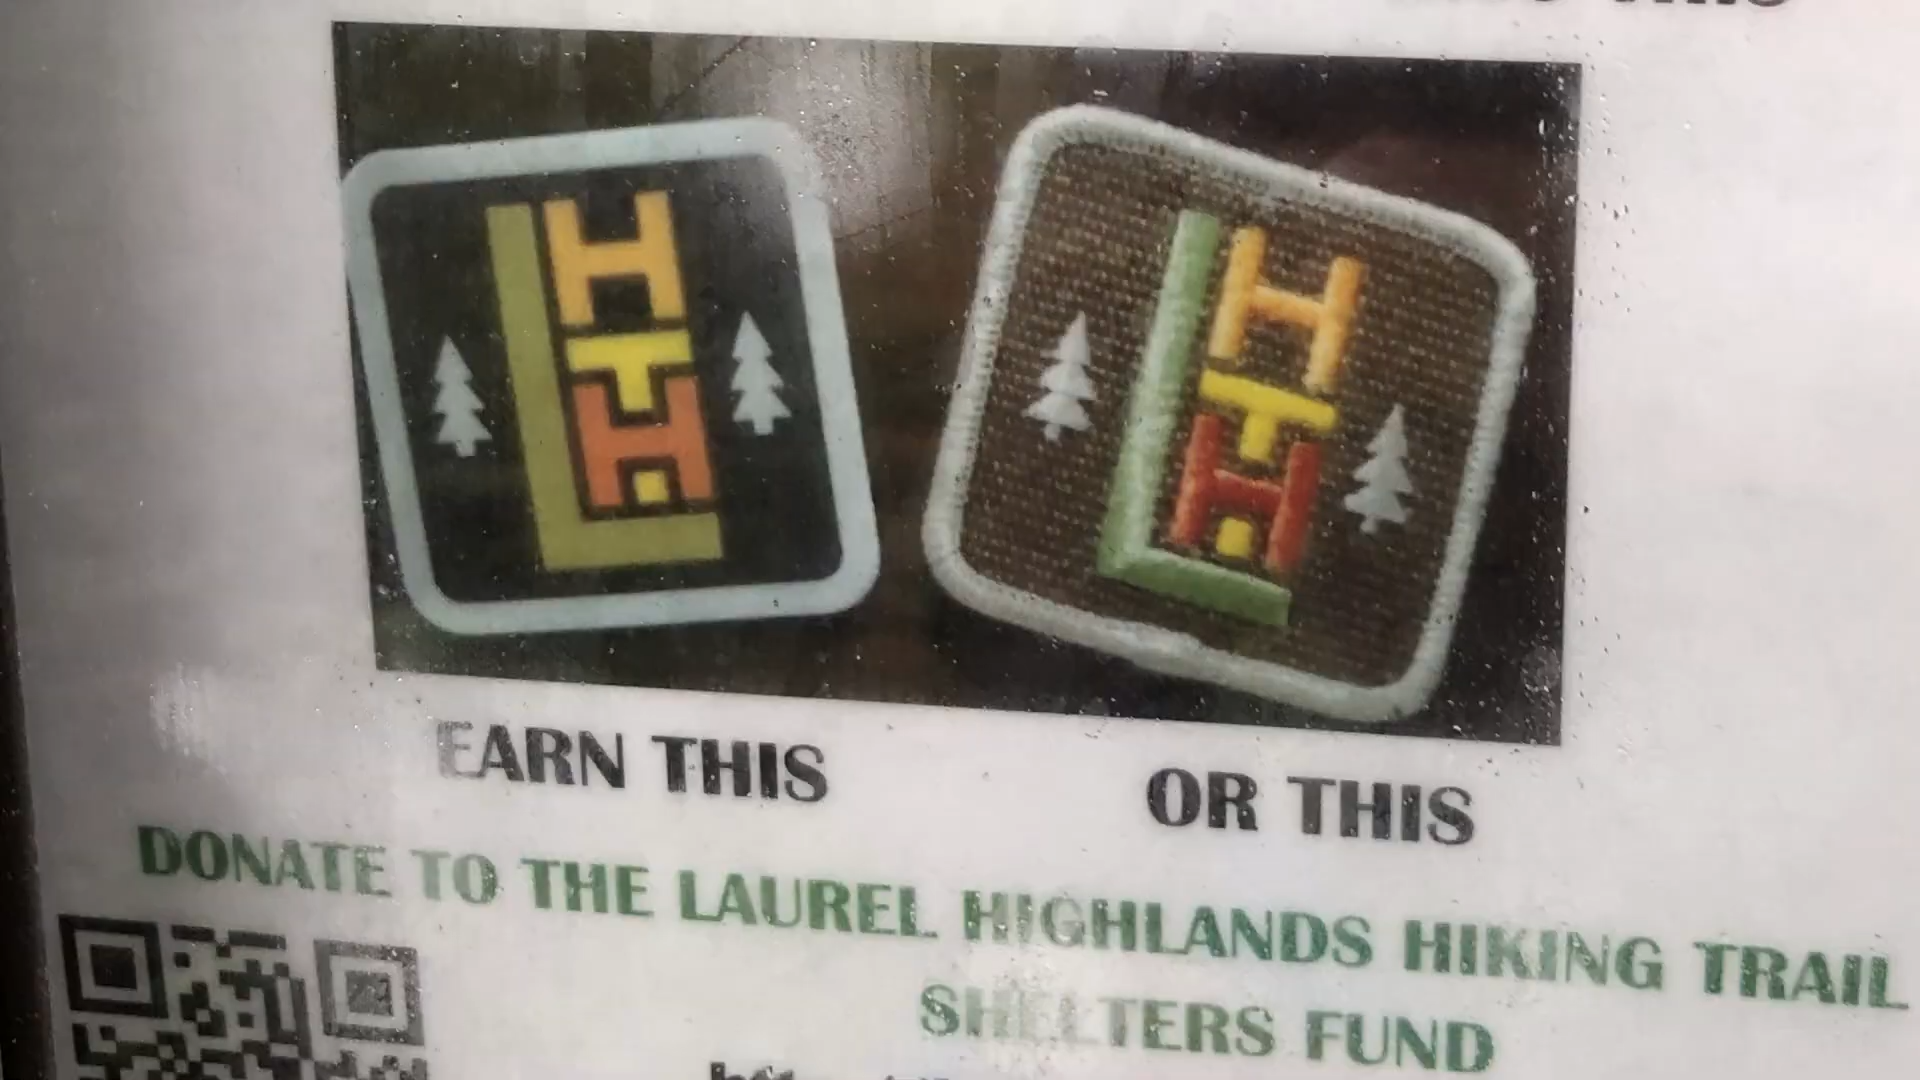 L
H
T
H
L
H
T
H
EARN THIS
OR THIS
DONATE TO THE LAUREL HIGHLANDS HIKING TRAIL
SHELTERS FUND